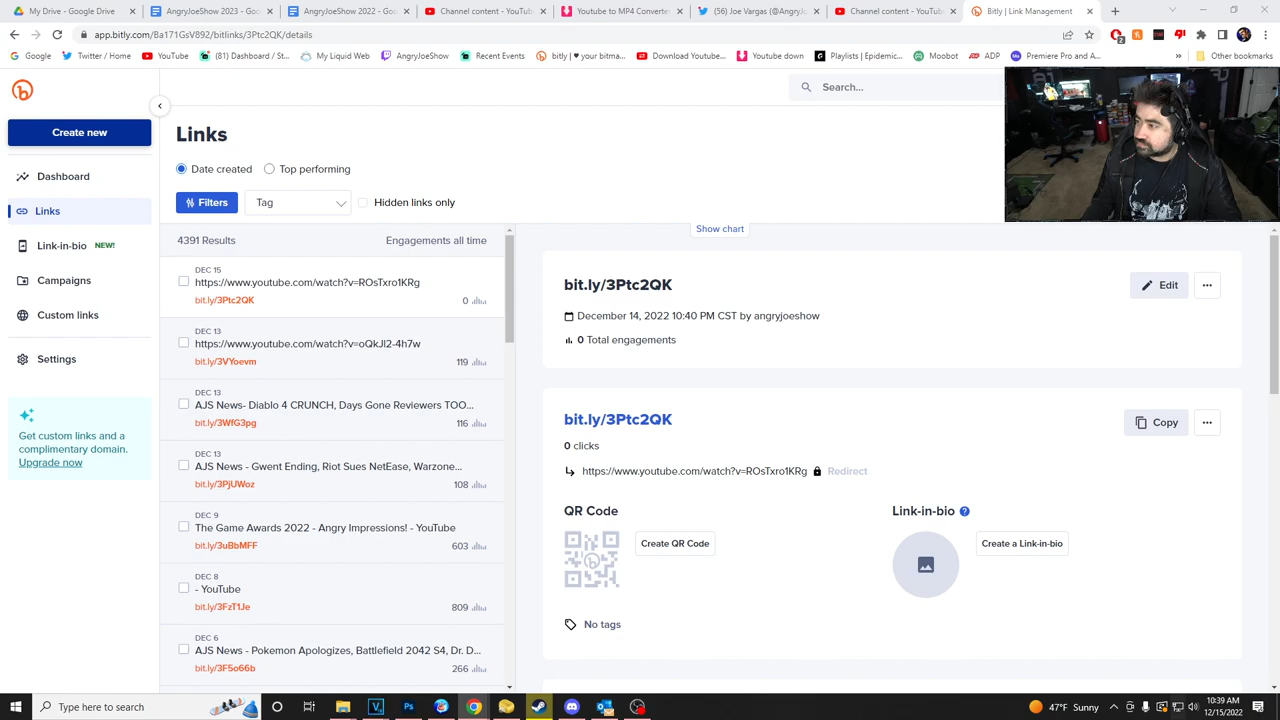 My Drive - Google Drive
AngryJoeShow 2023 - Goo
AngryJoeShow 2022 - Goog
Channel content - YouTube
Youtube to MP4 Converte
(56) Joe Vargas (@AngryJo
Channel content - YouTube
Bitly | Link Management
app.bitly.com/Ba171GsV892/bitlinks/3Ptc2QK/details
2
Google
Twitter / Home
YouTube
(81) Dashboard / St...
My Liquid Web
AngryJoeShow
Recent Events
bitly | ♥ your bitma...
Download Youtube...
Youtube down
Playlists | Epidemic...
Moobot
ADP
Premiere Pro and A...
»
Other bookmarks
Search...
Create new
Links
Date created
Top performing
Dashboard
Filters
Tag
Hidden links only
Links
Show chart
4391 Results
Engagements all time
Link-in-bio NEW!
DEC 15
https://www.youtube.com/watch?v=ROsTxro1KRg
bit.ly/3Ptc2QK
0
Campaigns
Custom links
DEC 13
https://www.youtube.com/watch?v=oQkJl2-4h7w
bit.ly/3VYoevm
119
Settings
DEC 13
AJS News- Diablo 4 CRUNCH, Days Gone Reviewers TOO...
bit.ly/3WfG3pg
116
Get custom links and a
complimentary domain.
Upgrade now
DEC 13
AJS News - Gwent Ending, Riot Sues NetEase, Warzone...
bit.ly/3PjUWoz
108
DEC 9
The Game Awards 2022 - Angry Impressions! - YouTube
bit.ly/3uBbMFF
603
DEC 8
- YouTube
bit.ly/3FzT1Je
809
DEC 6
AJS News - Pokemon Apologizes, Battlefield 2042 S4, Dr. D...
bit.ly/3F5o66b
266
bit.ly/3Ptc2QK
Edit
December 14, 2022 10:40 PM CST by angryjoeshow
0 Total engagements
bit.ly/3Ptc2QK
Copy
0 clicks
https://www.youtube.com/watch?v=ROsTxro1KRg
Redirect
QR Code
Create QR Code
Link-in-bio
Create a Link-in-bio
No tags
Type here to search
47°F Sunny
10:39 AM
12/15/2022